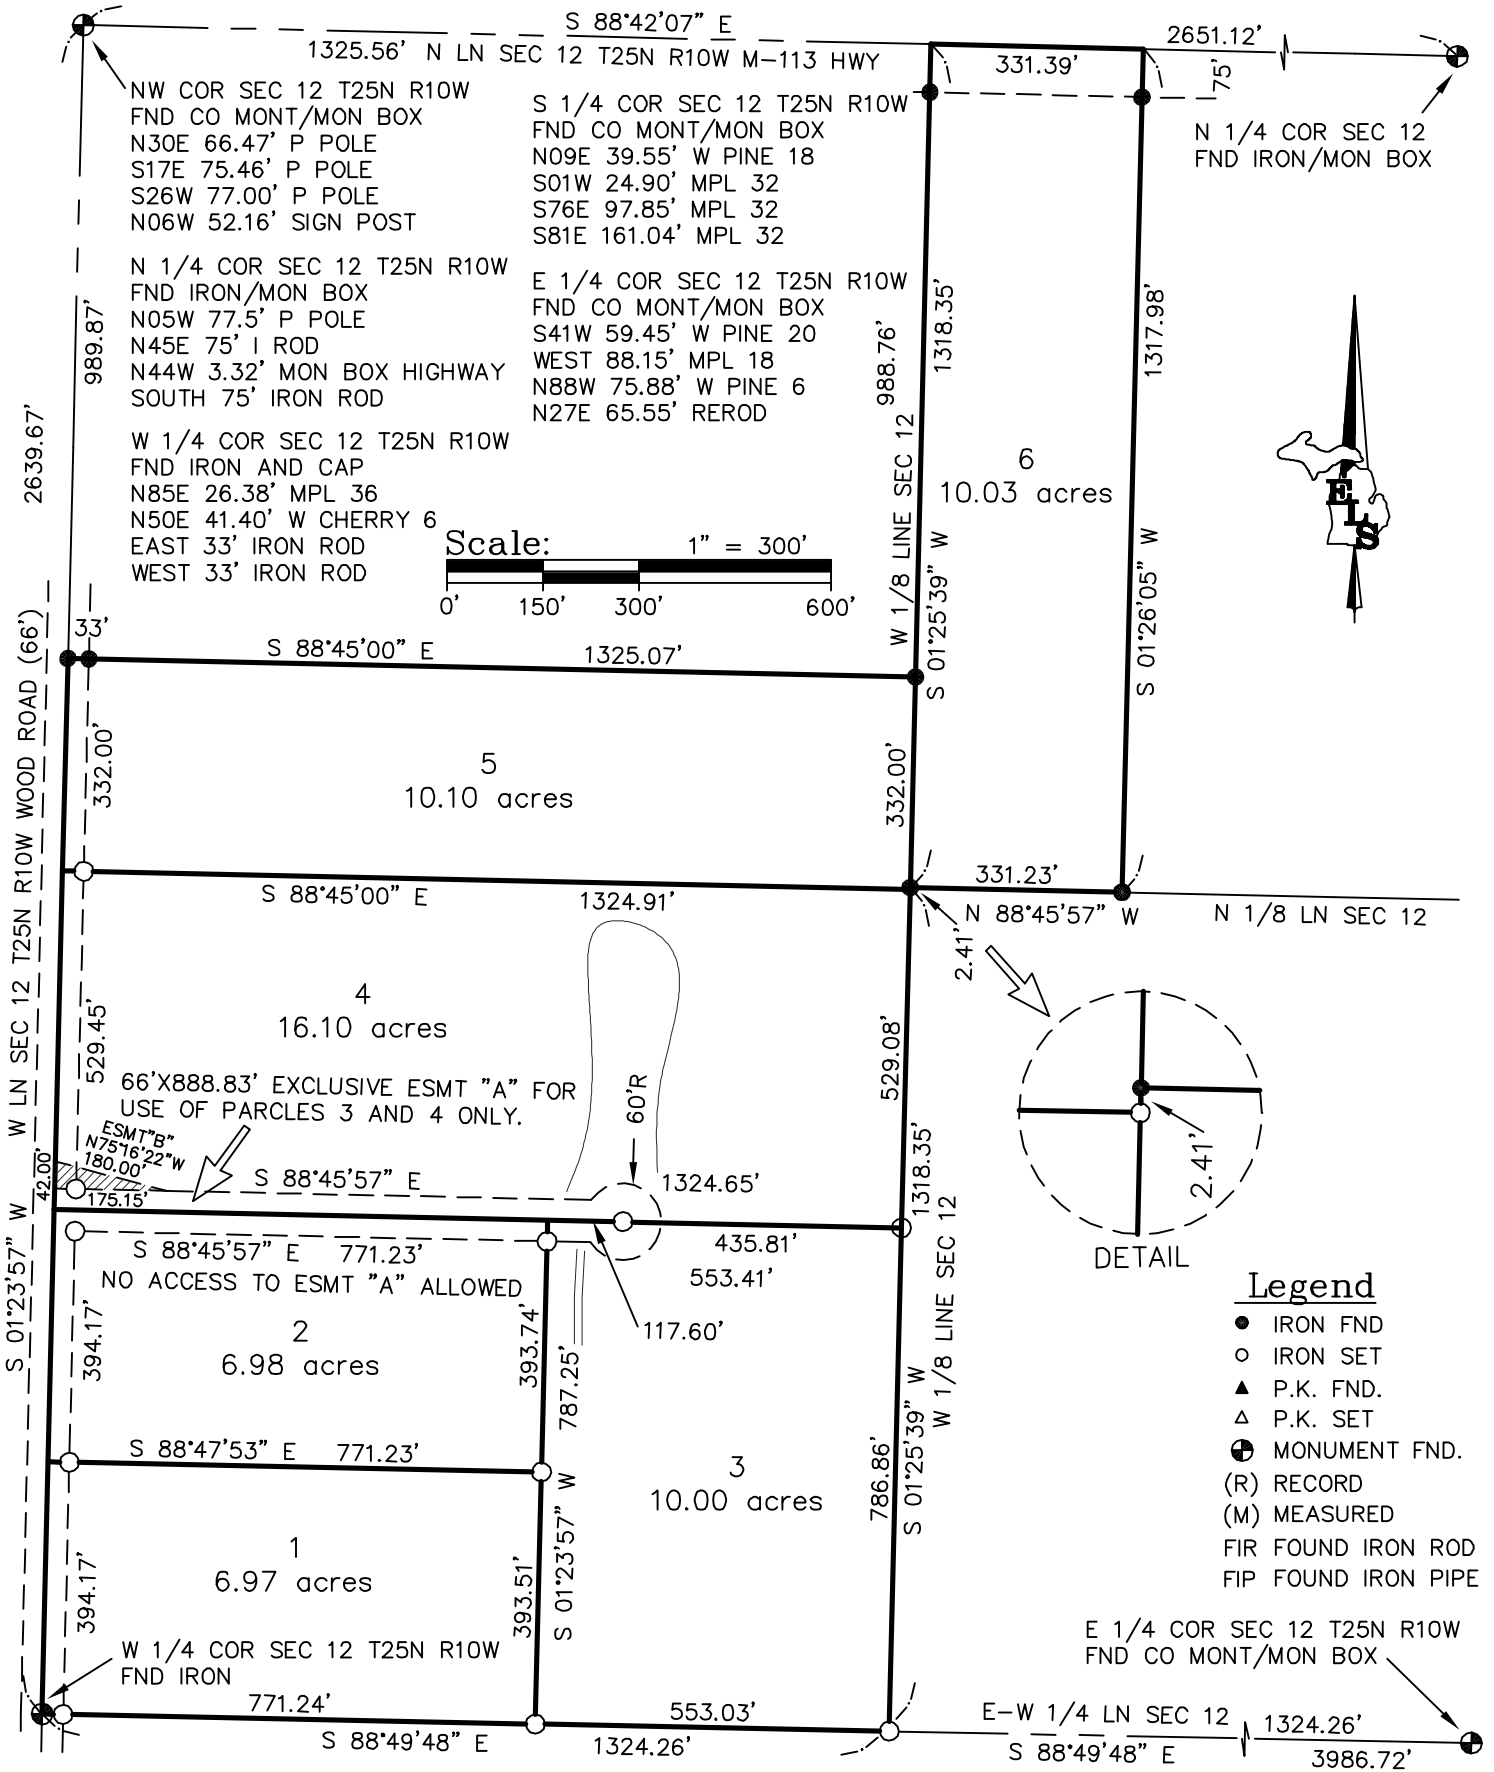 S 88°42'07" E
1325.56' N LN SEC 12 T25N R10W M-113 HWY
331.39'
2651.12'
75'
NW COR SEC 12 T25N R10W
FND CO MONT/MON BOX
N30E 66.47' P POLE
S17E 75.46' P POLE
S26W 77.00' P POLE
N06W 52.16' SIGN POST
N 1/4 COR SEC 12 T25N R10W
FND IRON/MON BOX
N05W 77.5' P POLE
N45E 75' I ROD
N44W 3.32' MON BOX HIGHWAY
SOUTH 75' IRON ROD
W 1/4 COR SEC 12 T25N R10W
FND IRON AND CAP
N85E 26.38' MPL 36
N50E 41.40' W CHERRY 6
EAST 33' IRON ROD
WEST 33' IRON ROD
S 1/4 COR SEC 12 T25N R10W
FND CO MONT/MON BOX
N09E 39.55' W PINE 18
S01W 24.90' MPL 32
S76E 97.85' MPL 32
S81E 161.04' MPL 32
E 1/4 COR SEC 12 T25N R10W
FND CO MONT/MON BOX
S41W 59.45' W PINE 20
WEST 88.15' MPL 18
N88W 75.88' W PINE 6
N27E 65.55' REROD
N 1/4 COR SEC 12
FND IRON/MON BOX
989.87'
2639.67'
988.76'
1318.35'
1317.98'
W 1/8 LINE SEC 12
S 01°25'39" W
S 01°26'05" W
6
10.03 acres
ELS
Scale: 1" = 300'
0' 150' 300' 600'
33'
S 88°45'00" E 1325.07'
W LN SEC 12 T25N R10W WOOD ROAD (66')
332.00'
5
10.10 acres
332.00'
331.23'
S 88°45'00" E 1324.91'
N 88°45'57" W
N 1/8 LN SEC 12
2.41'
4
16.10 acres
529.45'
529.08'
66'X888.83' EXCLUSIVE ESMT "A" FOR
USE OF PARCLES 3 AND 4 ONLY.
60'R
ESMT"B"
N75°16'22"W
180.00'
42.00'
175.15'
S 88°45'57" E
1324.65'
1318.35'
2.41'
DETAIL
S 01°23'57" W
S 88°45'57" E 771.23'
435.81'
553.41'
NO ACCESS TO ESMT "A" ALLOWED
117.60'
W 1/8 LINE SEC 12
2
6.98 acres
394.17'
393.74'
787.25'
S 01°25'39" W
S 88°47'53" E 771.23'
3
10.00 acres
786.86'
S 01°23'57" W
1
6.97 acres
394.17'
393.51'
Legend
IRON FND
IRON SET
P.K. FND.
P.K. SET
MONUMENT FND.
(R) RECORD
(M) MEASURED
FIR FOUND IRON ROD
FIP FOUND IRON PIPE
W 1/4 COR SEC 12 T25N R10W
FND IRON
E 1/4 COR SEC 12 T25N R10W
FND CO MONT/MON BOX
771.24'
553.03'
S 88°49'48" E
1324.26'
E-W 1/4 LN SEC 12
1324.26'
S 88°49'48" E
3986.72'